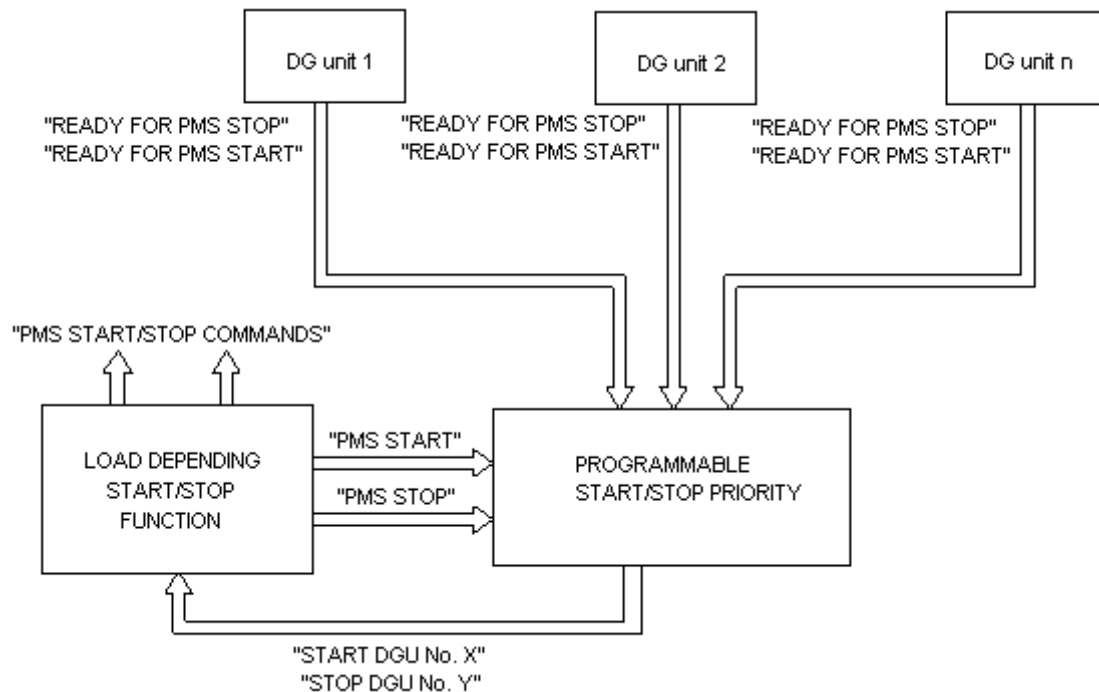 DG unit 1
DG unit 2
DG unit n
"READY FOR PMS STOP"
"READY FOR PMS START"
"READY FOR PMS STOP"
"READY FOR PMS START"
"READY FOR PMS STOP"
"READY FOR PMS START"
"PMS START/STOP COMMANDS"
LOAD DEPENDING
START/STOP
FUNCTION
"PMS START"
"PMS STOP"
PROGRAMMABLE
START/STOP PRIORITY
"START DGU No. X"
"STOP DGU No. Y"